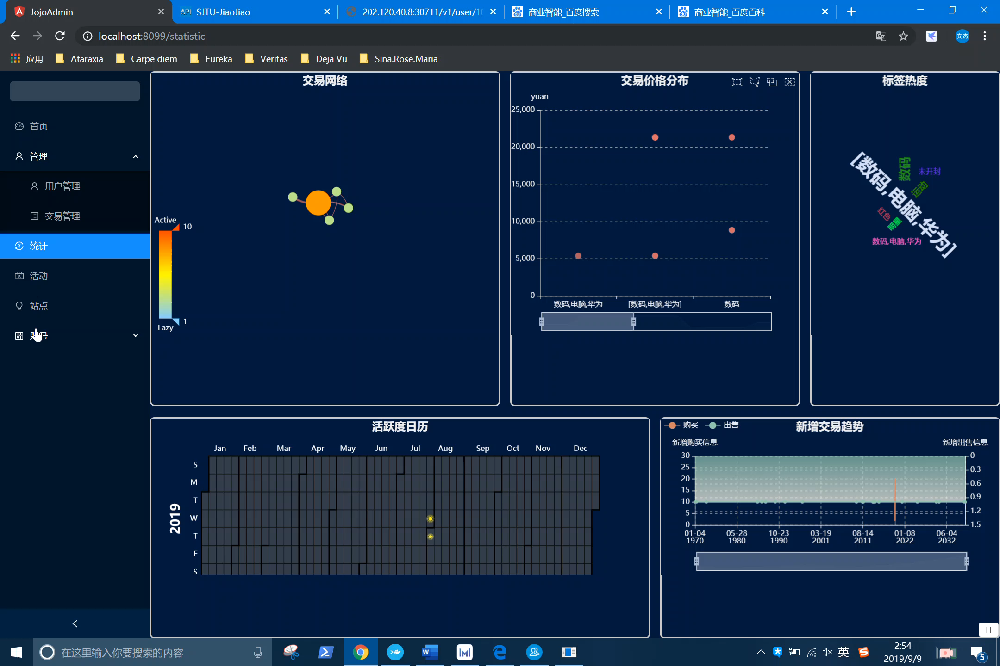 JojoAdmin
API SJTU-JiaoJiao
202.120.40.8:30711/v1/user/10
商业智能_百度搜索
商业智能_百度百科
localhost:8099/statistic
文杰
应用
Ataraxia
Carpe diem
Eureka
Veritas
Deja Vu
Sina.Rose.Maria
首页
管理
用户管理
交易管理
统计
活动
站点
交易网络
Active
10
1
Lazy
交易价格分布
yuan
25,000
20,000
15,000
10,000
5,000
0
数码,电脑,华为
[数码,电脑,华为]
数码
标签热度
[数码,电脑,华为]
数码
未开封
运动
红色
明星
数码,电脑,华为
活跃度日历
Jan Feb Mar Apr May Jun Jul Aug Sep Oct Nov Dec
S
M
T
W
T
F
S
2019
购买 出售
新增交易趋势
新增购买信息
新增出售信息
30
25
20
15
10
5
0
0
0.3
0.6
0.9
1.2
1.5
01-04 05-28 10-23 03-19 08-14 01-08 06-04
1970 1980 1990 2001 2011 2022 2032
在这里输入你要搜索的内容
英
2:54
2019/9/9
5